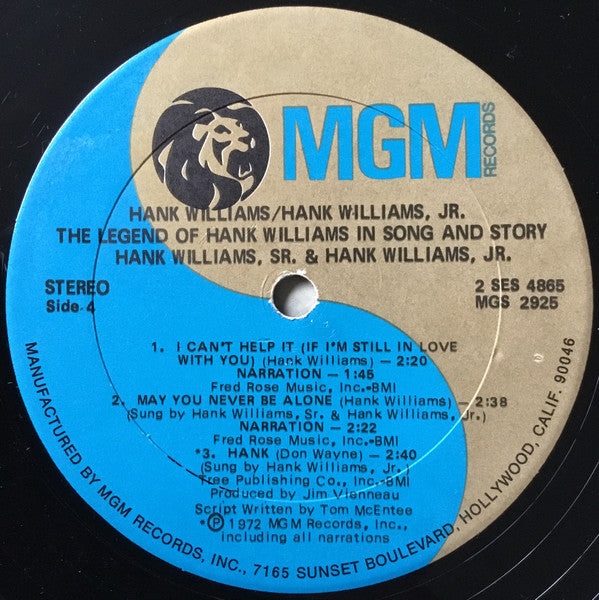 MGM
RECORDS
HANK WILLIAMS/HANK WILLIAMS, JR.
THE LEGEND OF HANK WILLIAMS IN SONG AND STORY
HANK WILLIAMS, SR. & HANK WILLIAMS, JR.
STEREO
Side 4
2 SES 4865
MGS 2925
1. I CAN'T HELP IT (IF I'M STILL IN LOVE
WITH YOU) (Hank Williams) – 2:20
NARRATION – 1:45
Fred Rose Music, Inc.-BMI
2. MAY YOU NEVER BE ALONE (Hank Williams) – 2:38
(Sung by Hank Williams, Sr. & Hank Williams, Jr.)
NARRATION – 2:22
Fred Rose Music, Inc.•BMI
*3. HANK (Don Wayne) – 2:40
(Sung by Hank Williams, Jr.)
Tree Publishing Co., Inc.-BMI
Produced by Jim Vienneau
Script Written by Tom McEntee
*Ⓟ 1972 MGM Records, Inc.,
including all narrations
MANUFACTURED BY MGM RECORDS, INC., 7165 SUNSET BOULEVARD, HOLLYWOOD, CALIF. 90046